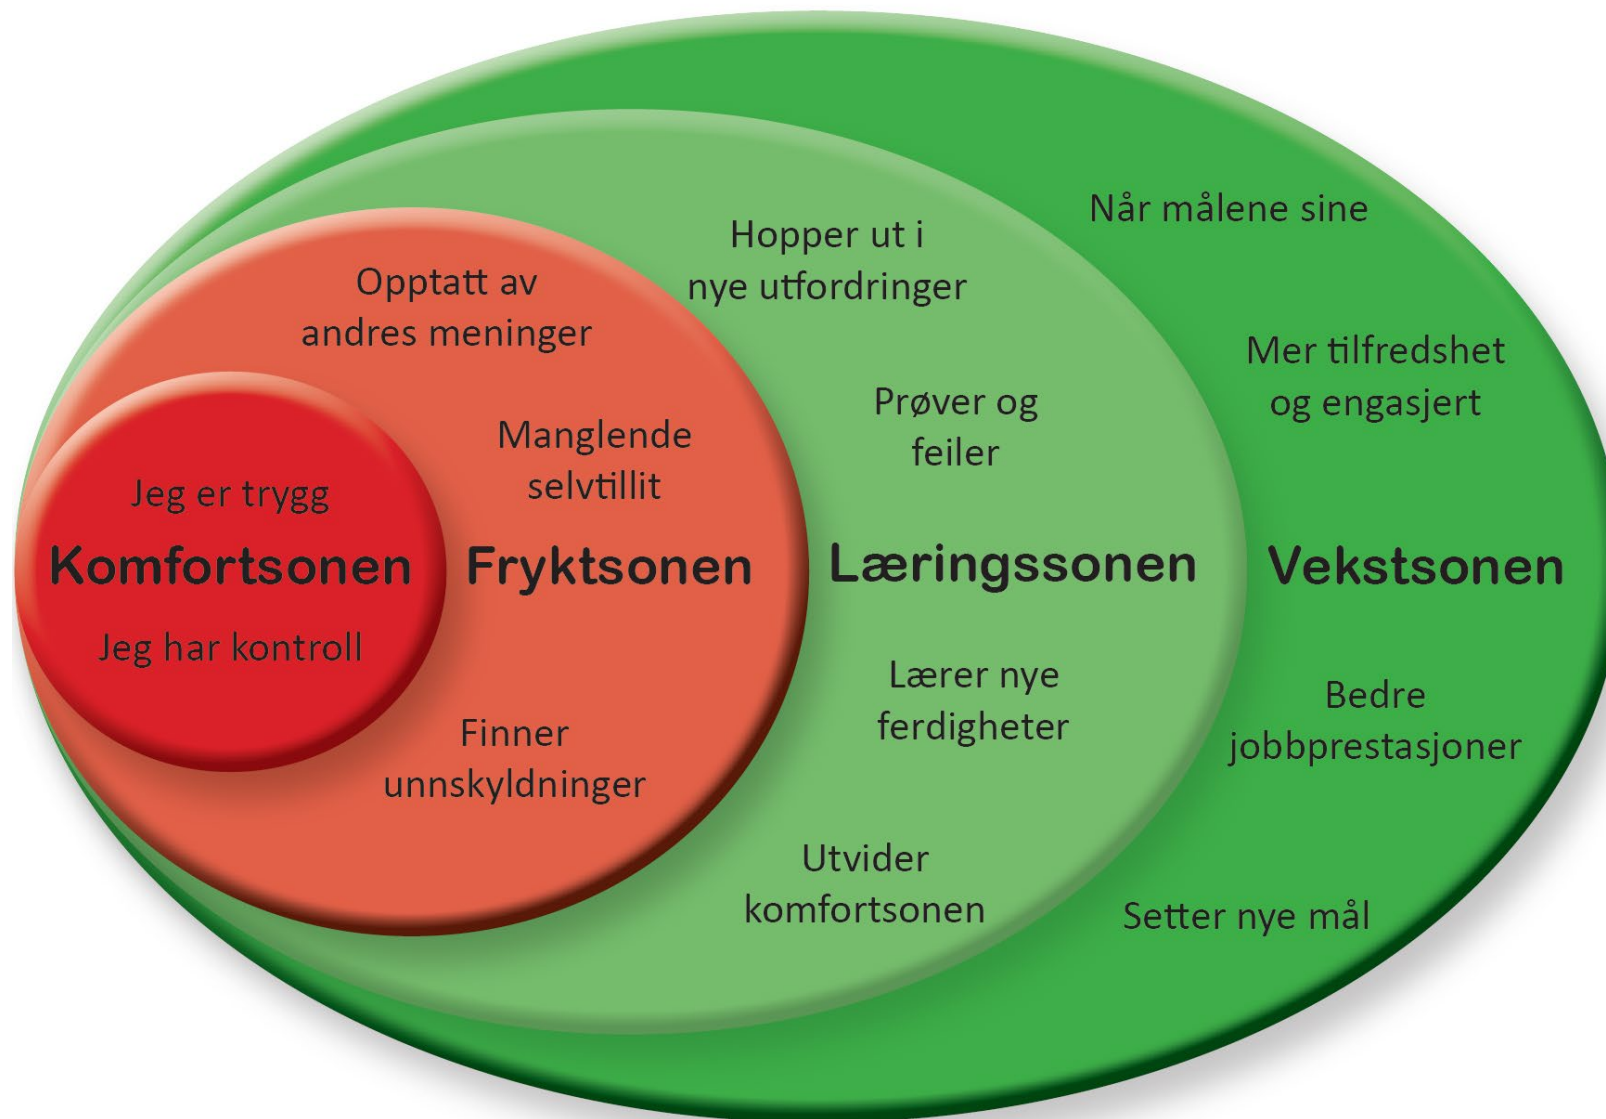 Jeg er trygg
Komfortsonen
Jeg har kontroll
Opptatt av
andres meninger
Manglende
selvtillit
Fryktsonen
Finner
unnskyldninger
Hopper ut i
nye utfordringer
Prøver og
feiler
Læringssonen
Lærer nye
ferdigheter
Utvider
komfortsonen
Når målene sine
Mer tilfredshet
og engasjert
Vekstsonen
Bedre
jobbprestasjoner
Setter nye mål